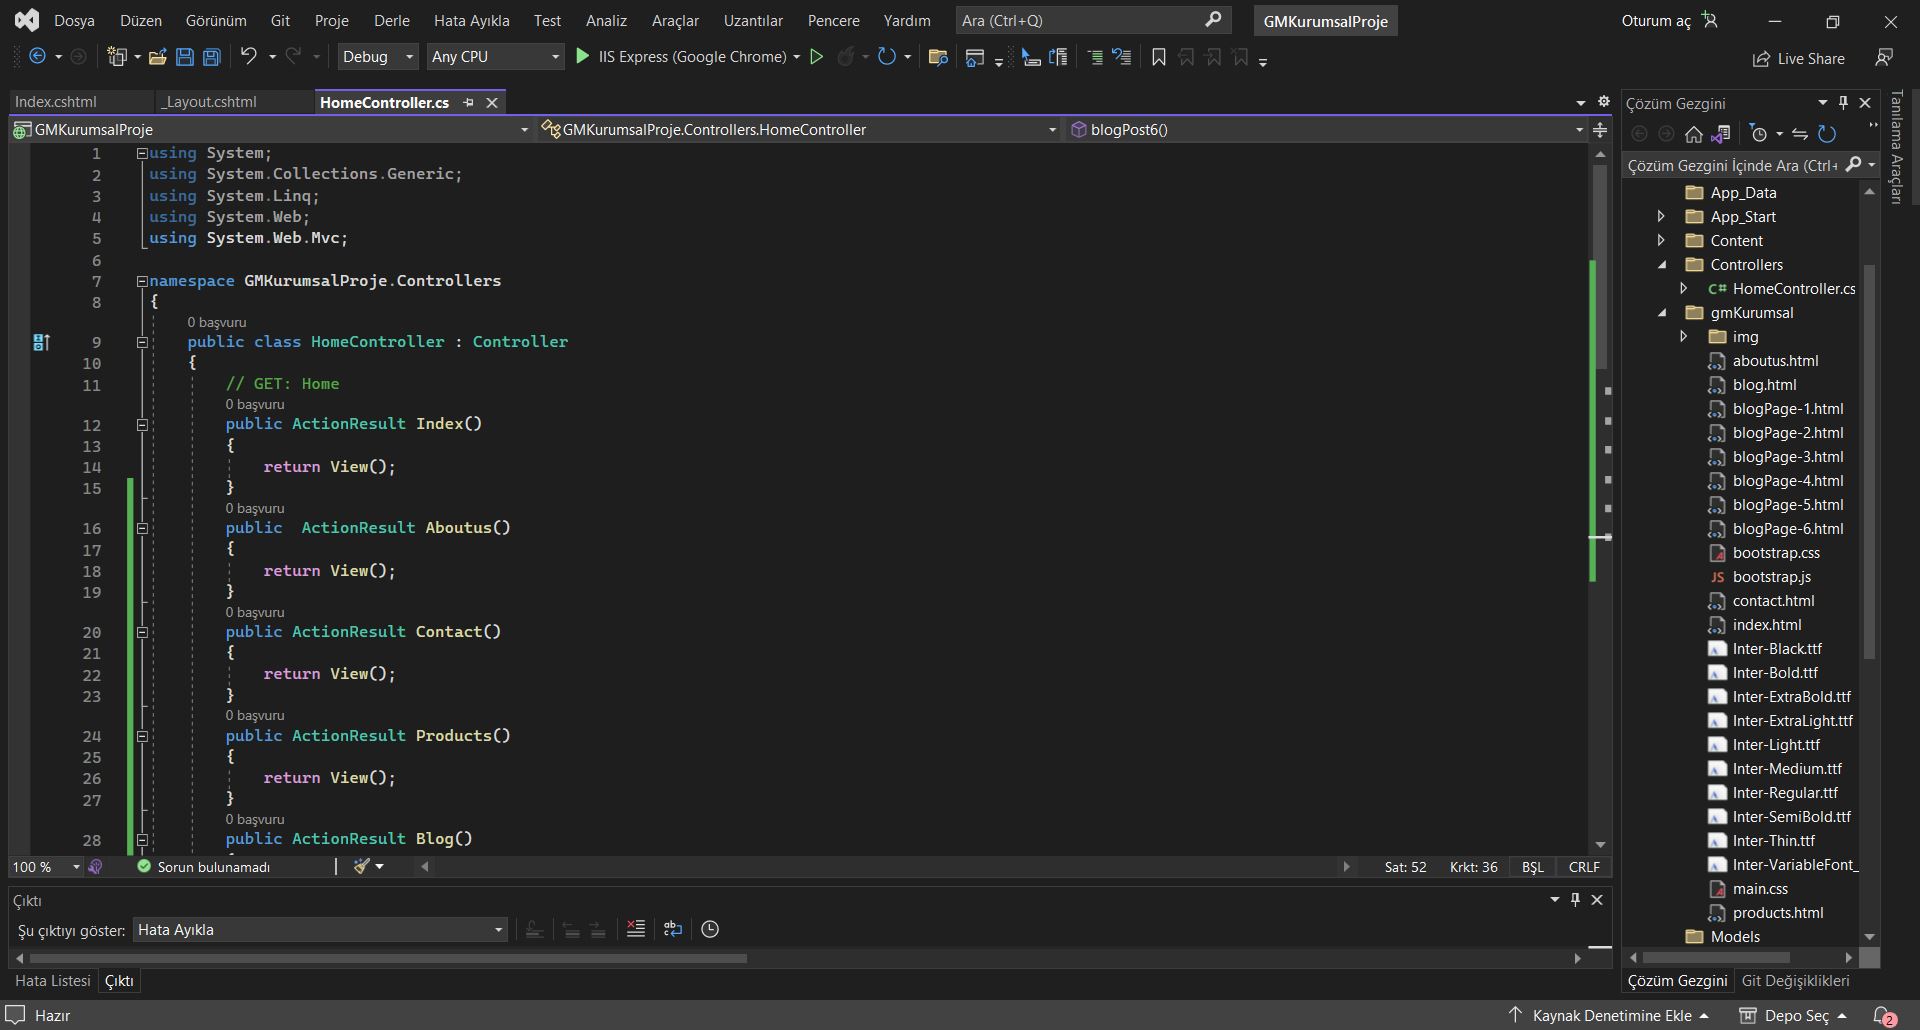 Dosya Düzen Görünüm Git Proje Derle Hata Ayıkla Test Analiz Araçlar Uzantılar Pencere Yardım Ara (Ctrl+Q) GMKurumsalProje Oturum aç
Debug Any CPU IIS Express (Google Chrome) Live Share
Index.cshtml _Layout.cshtml HomeController.cs
GMKurumsalProje GMKurumsalProje.Controllers.HomeController blogPost6()
1 using System;
2 using System.Collections.Generic;
3 using System.Linq;
4 using System.Web;
5 using System.Web.Mvc;
6
7 namespace GMKurumsalProje.Controllers
8 {
0 başvuru
9 public class HomeController : Controller
10 {
11 // GET: Home
0 başvuru
12 public ActionResult Index()
13 {
14 return View();
15 }
0 başvuru
16 public  ActionResult Aboutus()
17 {
18 return View();
19 }
0 başvuru
20 public ActionResult Contact()
21 {
22 return View();
23 }
0 başvuru
24 public ActionResult Products()
25 {
26 return View();
27 }
0 başvuru
28 public ActionResult Blog()
100 % Sorun bulunamadı Sat: 52 Krkt: 36 BŞL CRLF
Çıktı
Şu çıktıyı göster: Hata Ayıkla
Hata Listesi Çıktı
Çözüm Gezgini
Çözüm Gezgini İçinde Ara (Ctrl+
App_Data
App_Start
Content
Controllers
C# HomeController.cs
gmKurumsal
img
aboutus.html
blog.html
blogPage-1.html
blogPage-2.html
blogPage-3.html
blogPage-4.html
blogPage-5.html
blogPage-6.html
bootstrap.css
JS bootstrap.js
contact.html
index.html
Inter-Black.ttf
Inter-Bold.ttf
Inter-ExtraBold.ttf
Inter-ExtraLight.ttf
Inter-Light.ttf
Inter-Medium.ttf
Inter-Regular.ttf
Inter-SemiBold.ttf
Inter-Thin.ttf
Inter-VariableFont_
main.css
products.html
Models
Çözüm Gezgini Git Değişiklikleri
Tanılama Araçları
Hazır Kaynak Denetimine Ekle Depo Seç 2